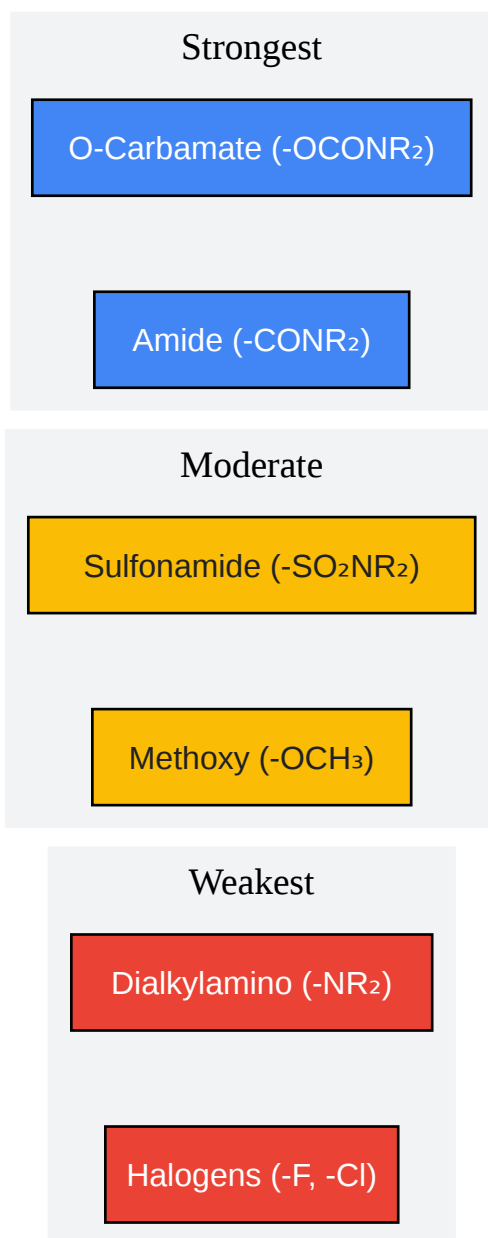 Strongest
O-Carbamate (-OCONR₂)
Amide (-CONR₂)
Moderate
Sulfonamide (-SO₂NR₂)
Methoxy (-OCH₃)
Weakest
Dialkylamino (-NR₂)
Halogens (-F, -Cl)